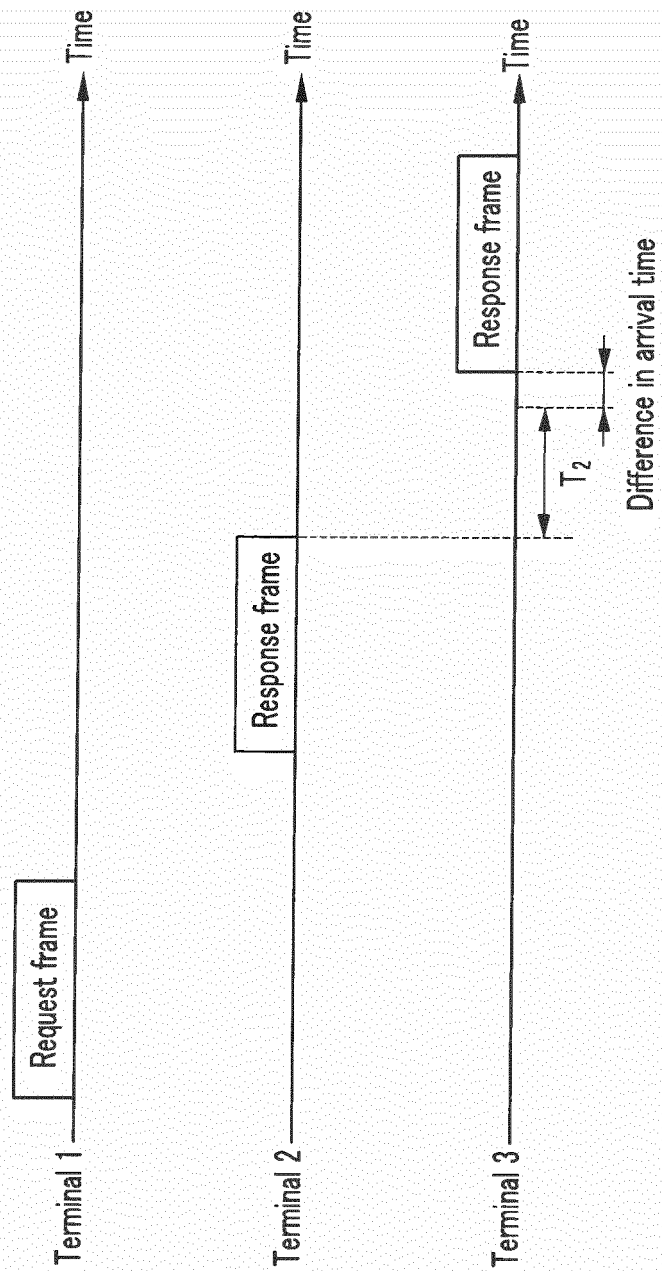 Terminal 1
Request frame
Time
Terminal 2
Response frame
Time
Terminal 3
Response frame
Time
T2
Difference in arrival time